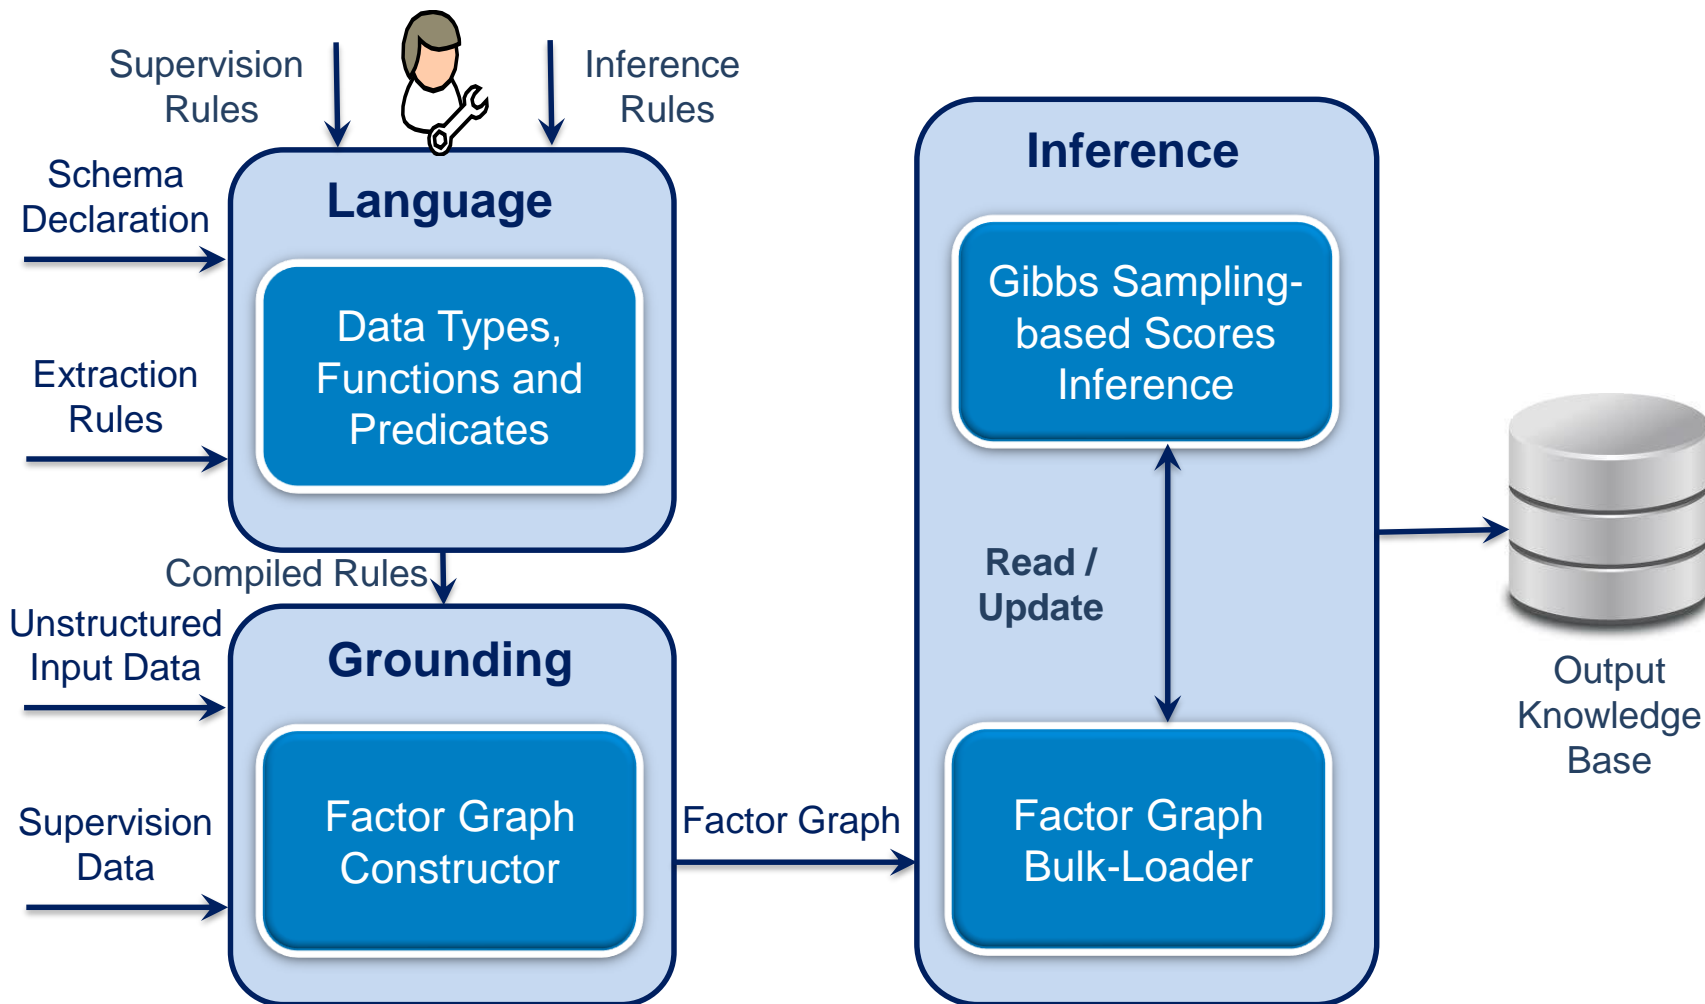 Supervision
Rules
Inference
Rules
Schema
Declaration
Language
Data Types,
Functions and
Predicates
Extraction
Rules
Compiled Rules
Unstructured
Input Data
Grounding
Factor Graph
Constructor
Supervision
Data
Factor Graph
Inference
Gibbs Sampling-
based Scores
Inference
Read /
Update
Factor Graph
Bulk-Loader
Output
Knowledge
Base